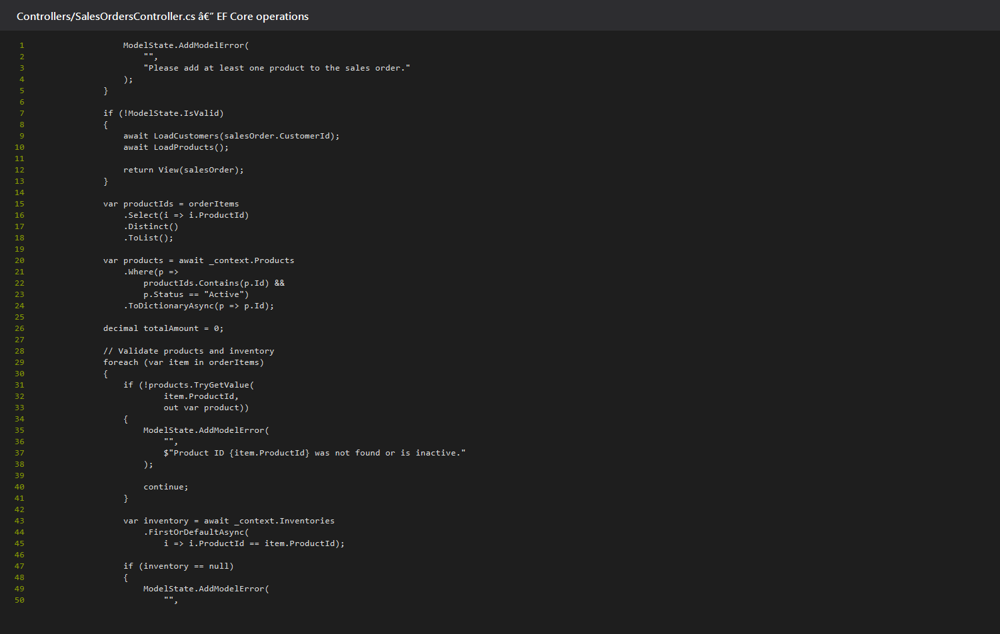 Controllers/SalesOrdersController.cs â€” EF Core operations
1 ModelState.AddModelError(
2 "",
3 "Please add at least one product to the sales order."
4 );
5 }
6
7 if (!ModelState.IsValid)
8 {
9 await LoadCustomers(salesOrder.CustomerId);
10 await LoadProducts();
11
12 return View(salesOrder);
13 }
14
15 var productIds = orderItems
16 .Select(i => i.ProductId)
17 .Distinct()
18 .ToList();
19
20 var products = await _context.Products
21 .Where(p =>
22 productIds.Contains(p.Id) &&
23 p.Status == "Active")
24 .ToDictionaryAsync(p => p.Id);
25
26 decimal totalAmount = 0;
27
28 // Validate products and inventory
29 foreach (var item in orderItems)
30 {
31 if (!products.TryGetValue(
32 item.ProductId,
33 out var product))
34 {
35 ModelState.AddModelError(
36 "",
37 $"Product ID {item.ProductId} was not found or is inactive."
38 );
39
40 continue;
41 }
42
43 var inventory = await _context.Inventories
44 .FirstOrDefaultAsync(
45 i => i.ProductId == item.ProductId);
46
47 if (inventory == null)
48 {
49 ModelState.AddModelError(
50 "",